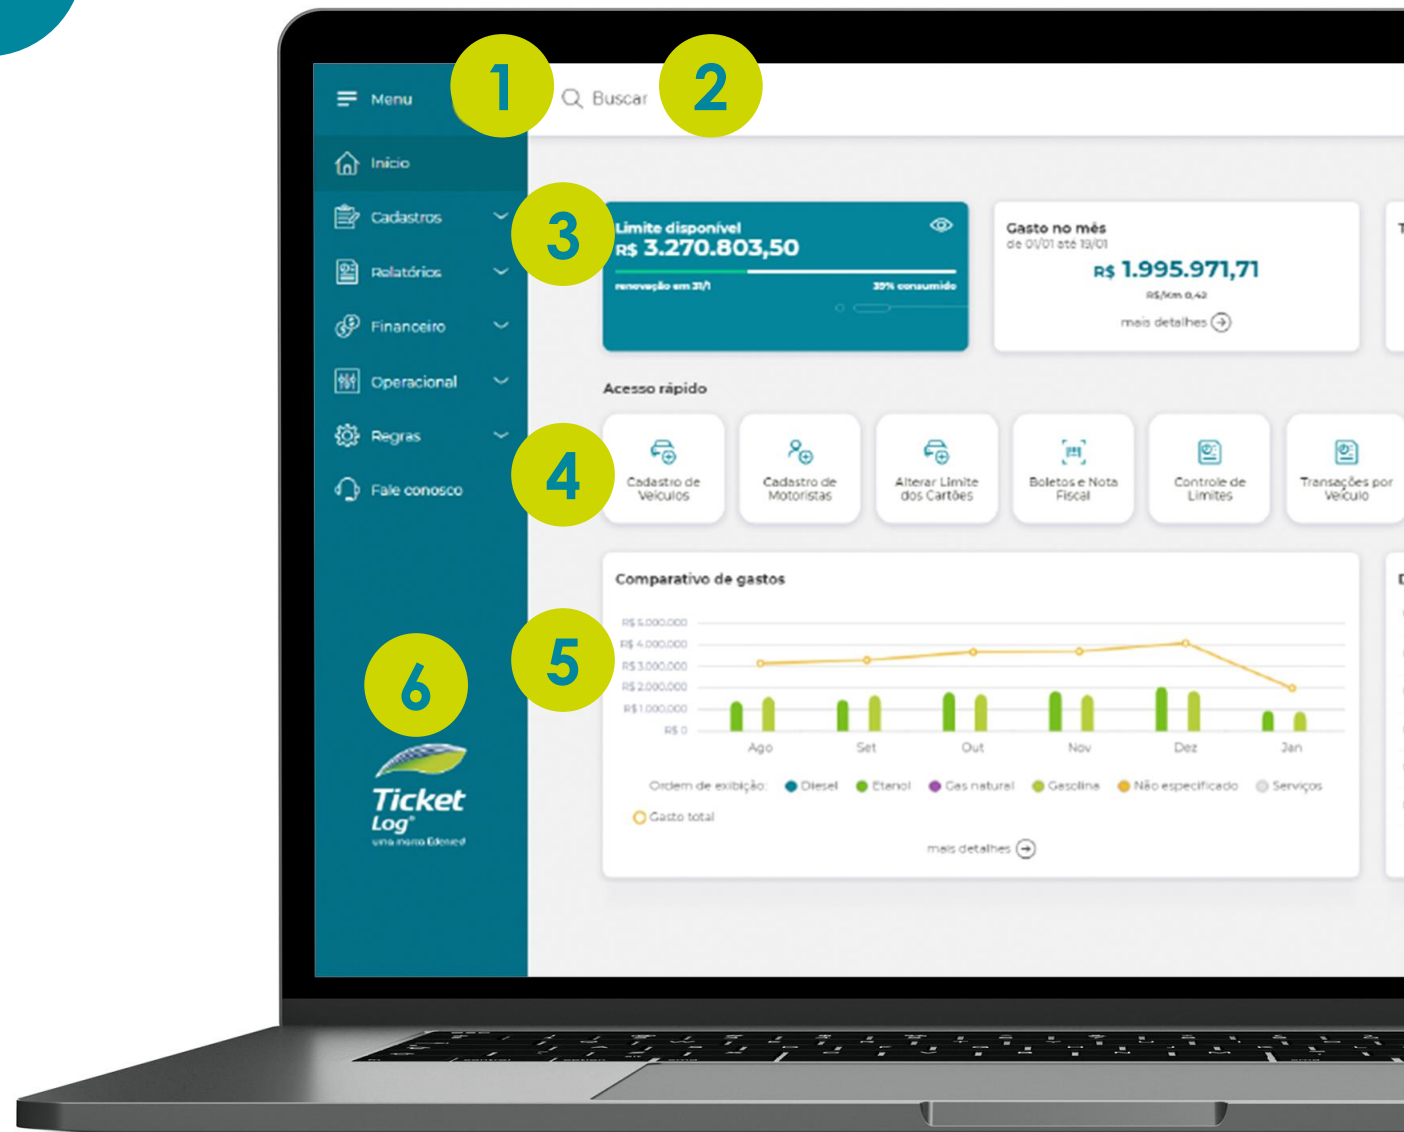 Menu
1
Buscar
2
Início
Cadastros
Relatórios
Financeiro
Operacional
Regras
Fale conosco
6
Ticket
Log®
uma marca Edenred
3
Limite disponível
R$ 3.270.803,50
renovação em 31/1
39% consumido
Gasto no mês
de 01/01 até 19/01
R$ 1.995.971,71
R$/Km 0,42
mais detalhes
T
Acesso rápido
4
Cadastro de
Veículos
Cadastro de
Motoristas
Alterar Limite
dos Cartões
Boletos e Nota
Fiscal
Controle de
Limites
Transações por
Veículo
Comparativo de gastos
5
R$ 5.000.000
R$ 4.000.000
R$ 3.000.000
R$ 2.000.000
R$ 1.000.000
R$ 0
Ago Set Out Nov Dez Jan
Ordem de exibição: Diesel Etanol Gas natural Gasolina Não especificado Serviços
Gasto total
mais detalhes
D